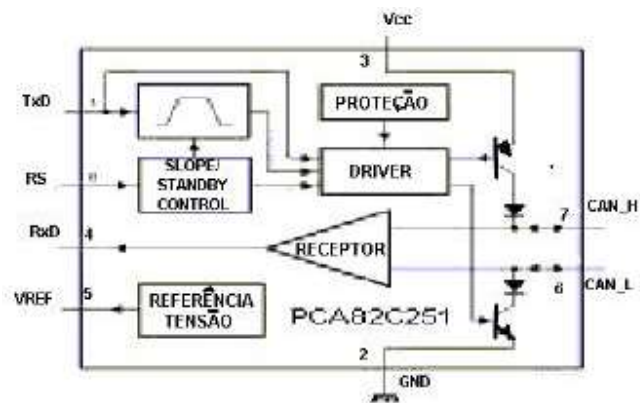 Vcc
3
TxD
1
PROTEÇÃO
SLOPE/
STANDBY
CONTROL
RS
DRIVER
RxD
4
RECEPTOR
7
CAN_H
6
CAN_L
VREF
5
REFERÊNCIA
TENSÃO
PCA82C251
2
GND